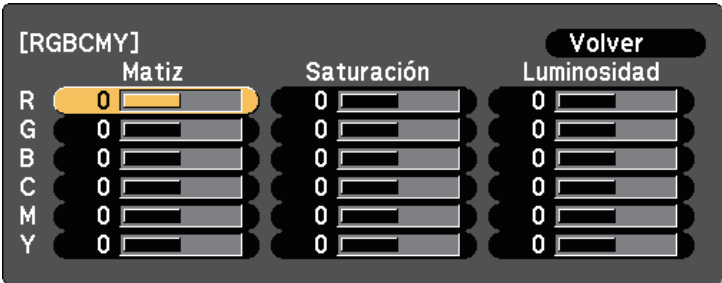 [RGBCMY] Volver
Matiz Saturación Luminosidad
R 0 0 0
G 0 0 0
B 0 0 0
C 0 0 0
M 0 0 0
Y 0 0 0